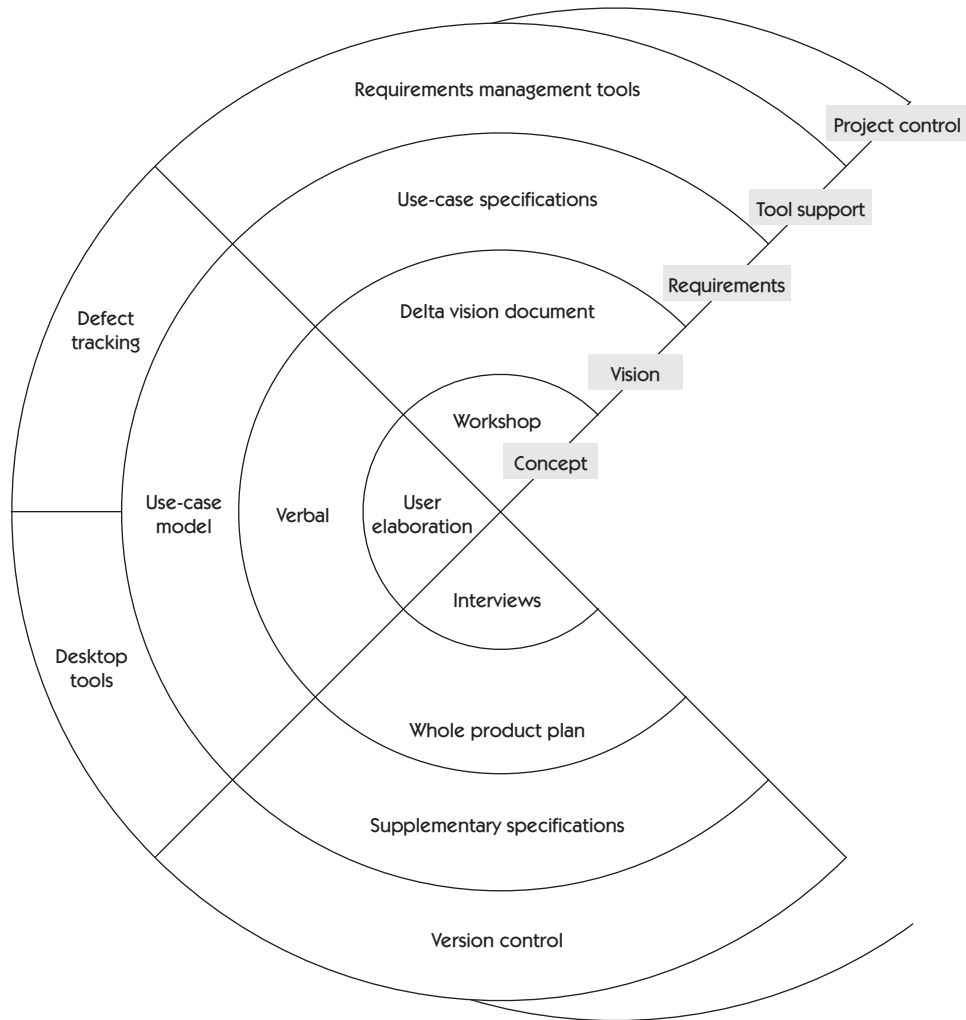 Requirements management tools
Project control
Use-case specifications
Tool support
Requirements
Delta vision document
Defect
tracking
Vision
Workshop
Concept
Use-case
model
Verbal
User
elaboration
Interviews
Desktop
tools
Whole product plan
Supplementary specifications
Version control